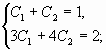 C₁ + C₂ = 1,
3C₁ + 4C₂ = 2;